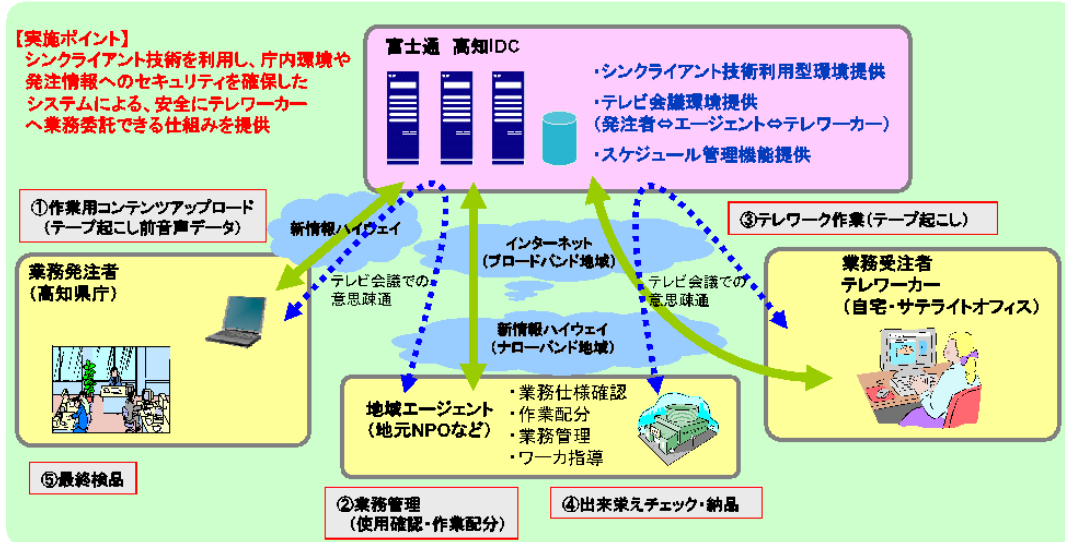 【実施ポイント】
シンクライアント技術を利用し、庁内環境や
発注情報へのセキュリティを確保した
システムによる、安全にテレワーカー
へ業務委託できる仕組みを提供
富士通 高知IDC
・シンクライアント技術利用型環境提供
・テレビ会議環境提供
(発注者⇔エージェント⇔テレワーカー)
・スケジュール管理機能提供
①作業用コンテンツアップロード
(テープ起こし前音声データ)
新情報ハイウェイ
インターネット
(ブロードバンド地域)
③テレワーク作業(テープ起こし)
業務発注者
(高知県庁)
テレビ会議での
意思疎通
テレビ会議での
意思疎通
業務受注者
テレワーカー
(自宅・サテライトオフィス)
新情報ハイウェイ
(ナローバンド地域)
地域エージェント
(地元NPOなど)
・業務仕様確認
・作業配分
・業務管理
・ワーカ指導
⑤最終検品
②業務管理
(使用確認・作業配分)
④出来栄えチェック・納品